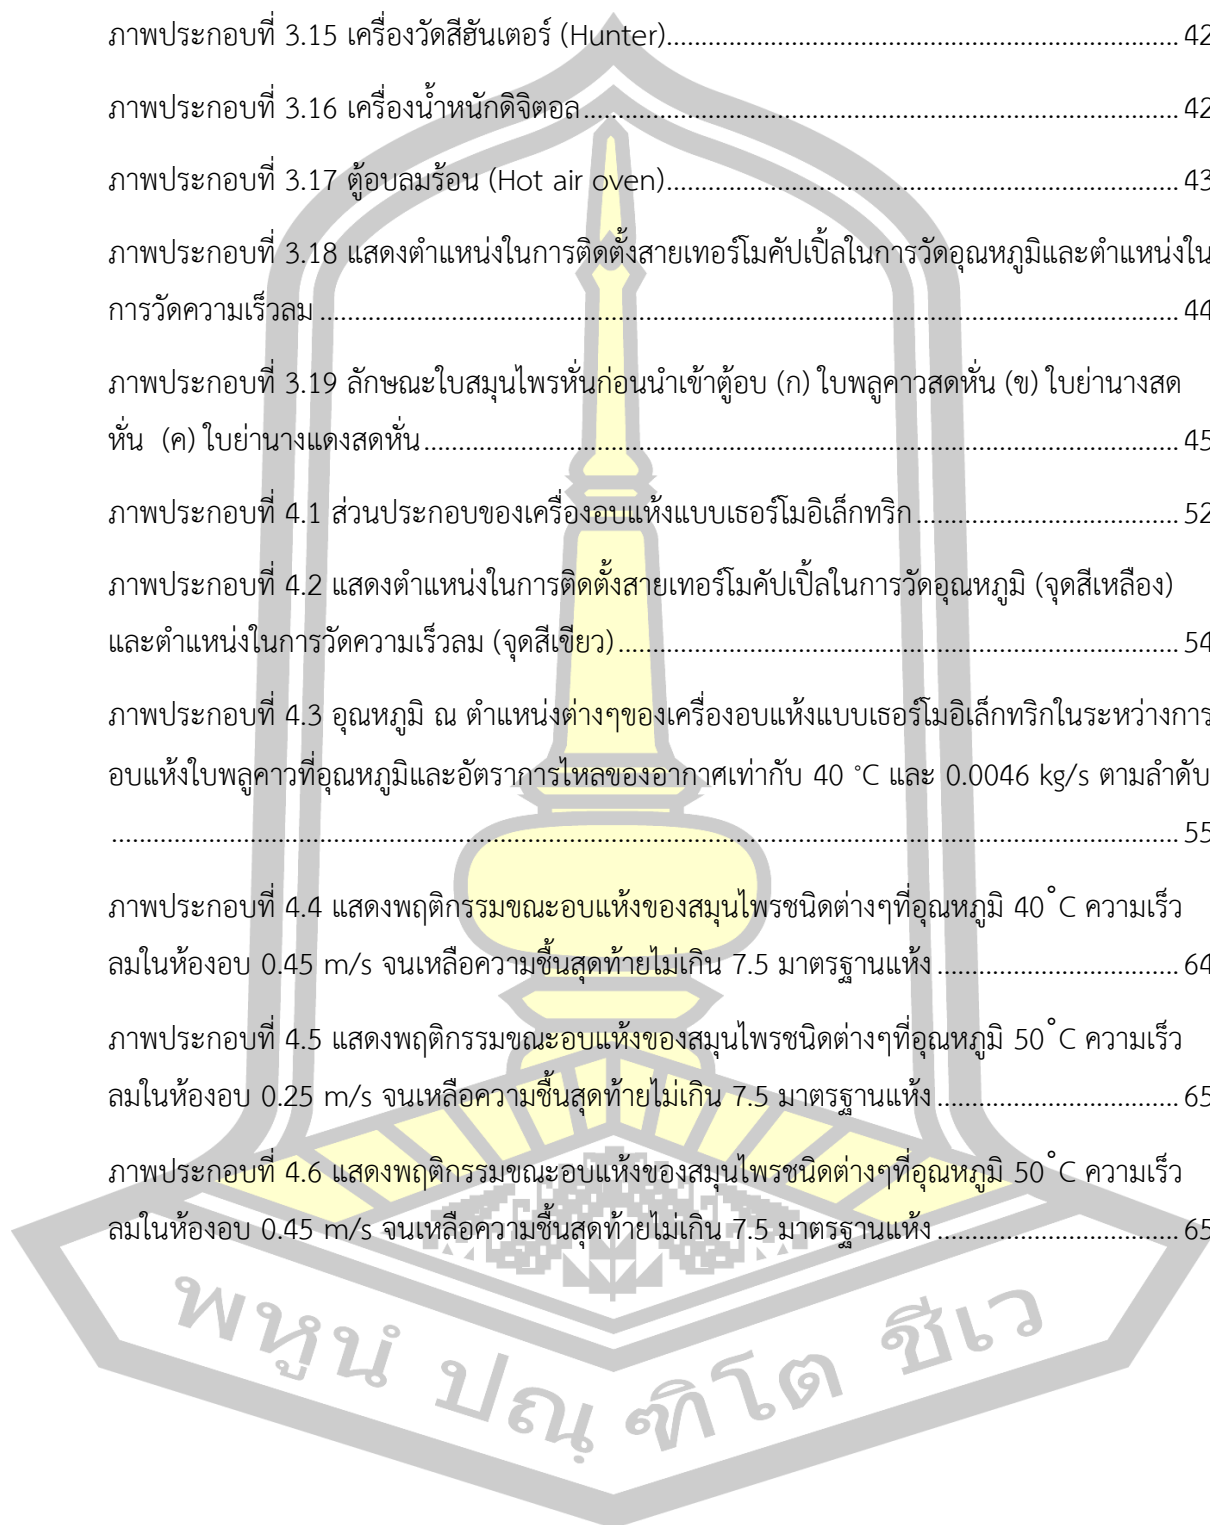 ภาพประกอบที่ 3.15 เครื่องวัดสีฮันเตอร์ (Hunter)........................................................................... 42
ภาพประกอบที่ 3.16 เครื่องน้ำหนักดิจิตอล....................................................................................... 42
ภาพประกอบที่ 3.17 ตู้อบลมร้อน (Hot air oven)........................................................................... 43
ภาพประกอบที่ 3.18 แสดงตำแหน่งในการติดตั้งสายเทอร์โมคัปเปิ้ลในการวัดอุณหภูมิและตำแหน่งใน
การวัดความเร็วลม ............................................................................................................................. 44
ภาพประกอบที่ 3.19 ลักษณะใบสมุนไพรหั่นก่อนนำเข้าตู้อบ (ก) ใบพลูคาวสดหั่น (ข) ใบย่านางสด
หั่น (ค) ใบย่านางแดงสดหั่น.............................................................................................................. 45
ภาพประกอบที่ 4.1 ส่วนประกอบของเครื่องอบแห้งแบบเธอร์โมอิเล็กทริก...................................... 52
ภาพประกอบที่ 4.2 แสดงตำแหน่งในการติดตั้งสายเทอร์โมคัปเปิ้ลในการวัดอุณหภูมิ (จุดสีเหลือง)
และตำแหน่งในการวัดความเร็วลม (จุดสีเขียว)................................................................................. 54
ภาพประกอบที่ 4.3 อุณหภูมิ ณ ตำแหน่งต่างๆของเครื่องอบแห้งแบบเธอร์โมอิเล็กทริกในระหว่างการ
อบแห้งใบพลูคาวที่อุณหภูมิและอัตราการไหลของอากาศเท่ากับ 40 °C และ 0.0046 kg/s ตามลำดับ
........................................................................................................................................................... 55
ภาพประกอบที่ 4.4 แสดงพฤติกรรมขณะอบแห้งของสมุนไพรชนิดต่างๆที่อุณหภูมิ 40°C ความเร็ว
ลมในห้องอบ 0.45 m/s จนเหลือความชื้นสุดท้ายไม่เกิน 7.5 มาตรฐานแห้ง................................... 64
ภาพประกอบที่ 4.5 แสดงพฤติกรรมขณะอบแห้งของสมุนไพรชนิดต่างๆที่อุณหภูมิ 50°C ความเร็ว
ลมในห้องอบ 0.25 m/s จนเหลือความชื้นสุดท้ายไม่เกิน 7.5 มาตรฐานแห้ง................................... 65
ภาพประกอบที่ 4.6 แสดงพฤติกรรมขณะอบแห้งของสมุนไพรชนิดต่างๆที่อุณหภูมิ 50°C ความเร็ว
ลมในห้องอบ 0.45 m/s จนเหลือความชื้นสุดท้ายไม่เกิน 7.5 มาตรฐานแห้ง................................... 65
พหูนํ ปณฺฑิโต ชีเว